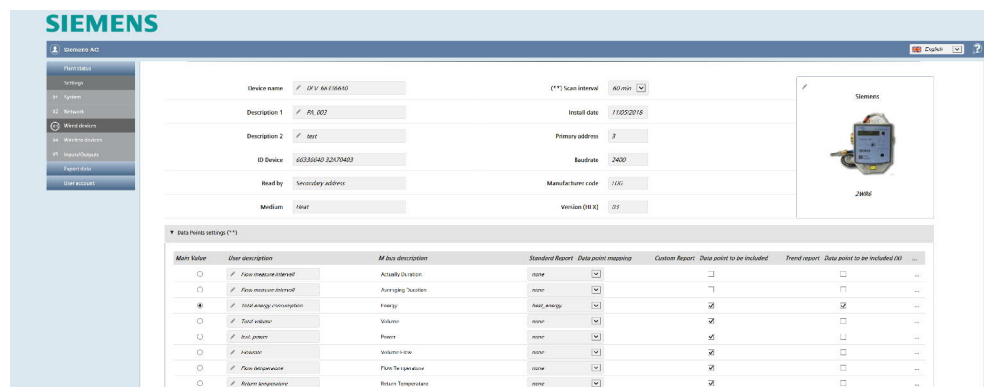 SIEMENS
Siemens AG
English
?
Plant status
Settings
System
Network
Wired devices
Wireless devices
Inputs/Outputs
Export data
User account
Device name
(**) Scan interval
60 min
Description 1
PA_003
Install date
11/05/2018
Description 2
test
Primary address
3
ID Device
Baudrate
2400
Read by
Secondary address
Manufacturer code
Medium
Heat
Version (HEX)
03
Siemens
2WR6
Data Points settings (**)
Main Value User description M bus description Standard Report Data point mapping Custom Report Data point to be included Trend report Data point to be included (X) ...
Flow measure intervall Actually Duration none ...
Flow measure intervall Averaging Duration none ...
Total energy consumption Energy heat_energy ...
Total volume Volume none ...
Inst. power Power none ...
Flowrate Volume Flow none ...
Flow temperature Flow Temperature none ...
Return temperature Return Temperature none ...